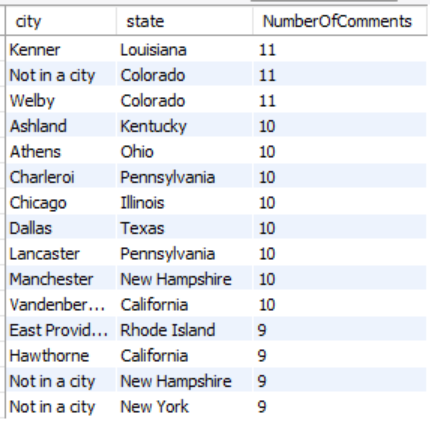 city state NumberOfComments
Kenner Louisiana 11
Not in a city Colorado 11
Welby Colorado 11
Ashland Kentucky 10
Athens Ohio 10
Charleroi Pennsylvania 10
Chicago Illinois 10
Dallas Texas 10
Lancaster Pennsylvania 10
Manchester New Hampshire 10
Vandenber... California 10
East Provid... Rhode Island 9
Hawthorne California 9
Not in a city New Hampshire 9
Not in a city New York 9